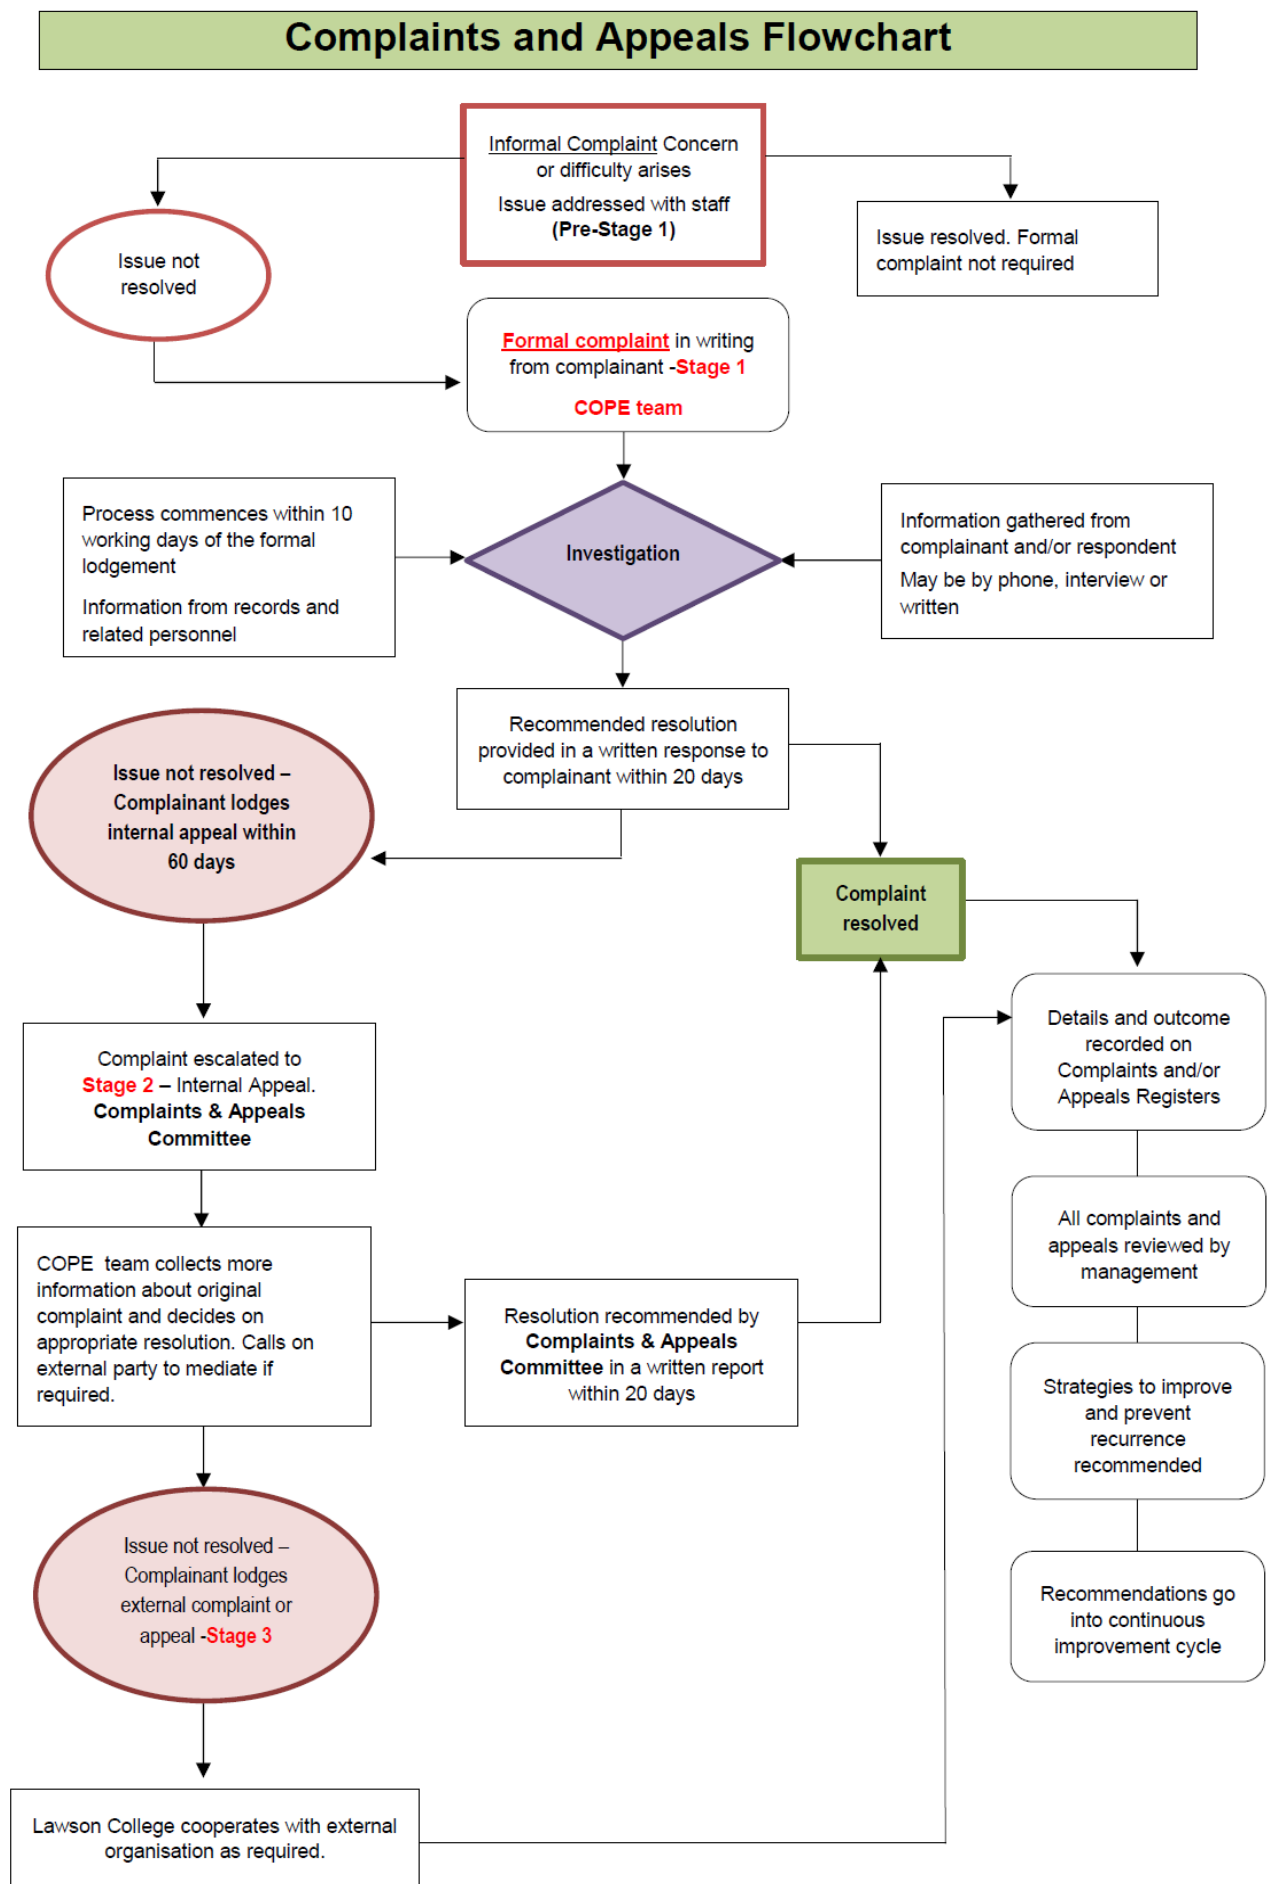 Complaints and Appeals Flowchart
Informal Complaint Concern
or difficulty arises
Issue addressed with staff
(Pre-Stage 1)
Issue not
resolved
Issue resolved. Formal
complaint not required
Formal complaint in writing
from complainant -Stage 1
COPE team
Process commences within 10
working days of the formal
lodgement
Information from records and
related personnel
Investigation
Information gathered from
complainant and/or respondent
May be by phone, interview or
written
Recommended resolution
provided in a written response to
complainant within 20 days
Issue not resolved –
Complainant lodges
internal appeal within
60 days
Complaint
resolved
Complaint escalated to
Stage 2 – Internal Appeal.
Complaints & Appeals
Committee
Details and outcome
recorded on
Complaints and/or
Appeals Registers
All complaints and
appeals reviewed by
management
COPE  team collects more
information about original
complaint and decides on
appropriate resolution. Calls on
external party to mediate if
required.
Resolution recommended by
Complaints & Appeals
Committee in a written report
within 20 days
Strategies to improve
and prevent
recurrence
recommended
Issue not resolved –
Complainant lodges
external complaint or
appeal -Stage 3
Recommendations go
into continuous
improvement cycle
Lawson College cooperates with external
organisation as required.